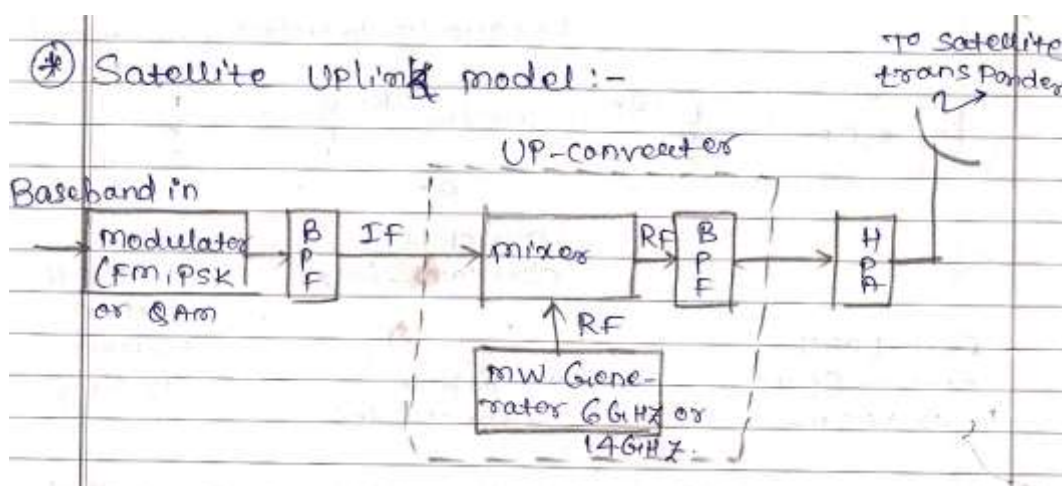 * Satellite Uplink model:-
To satellite
transponder
UP-converter
Baseband in
Modulator
(FM, PSK
or QAM
B
P
F
IF
mixer
RF
B
P
F
H
P
A
RF
MW Gene-
rator 6GHZ or
14GHZ.